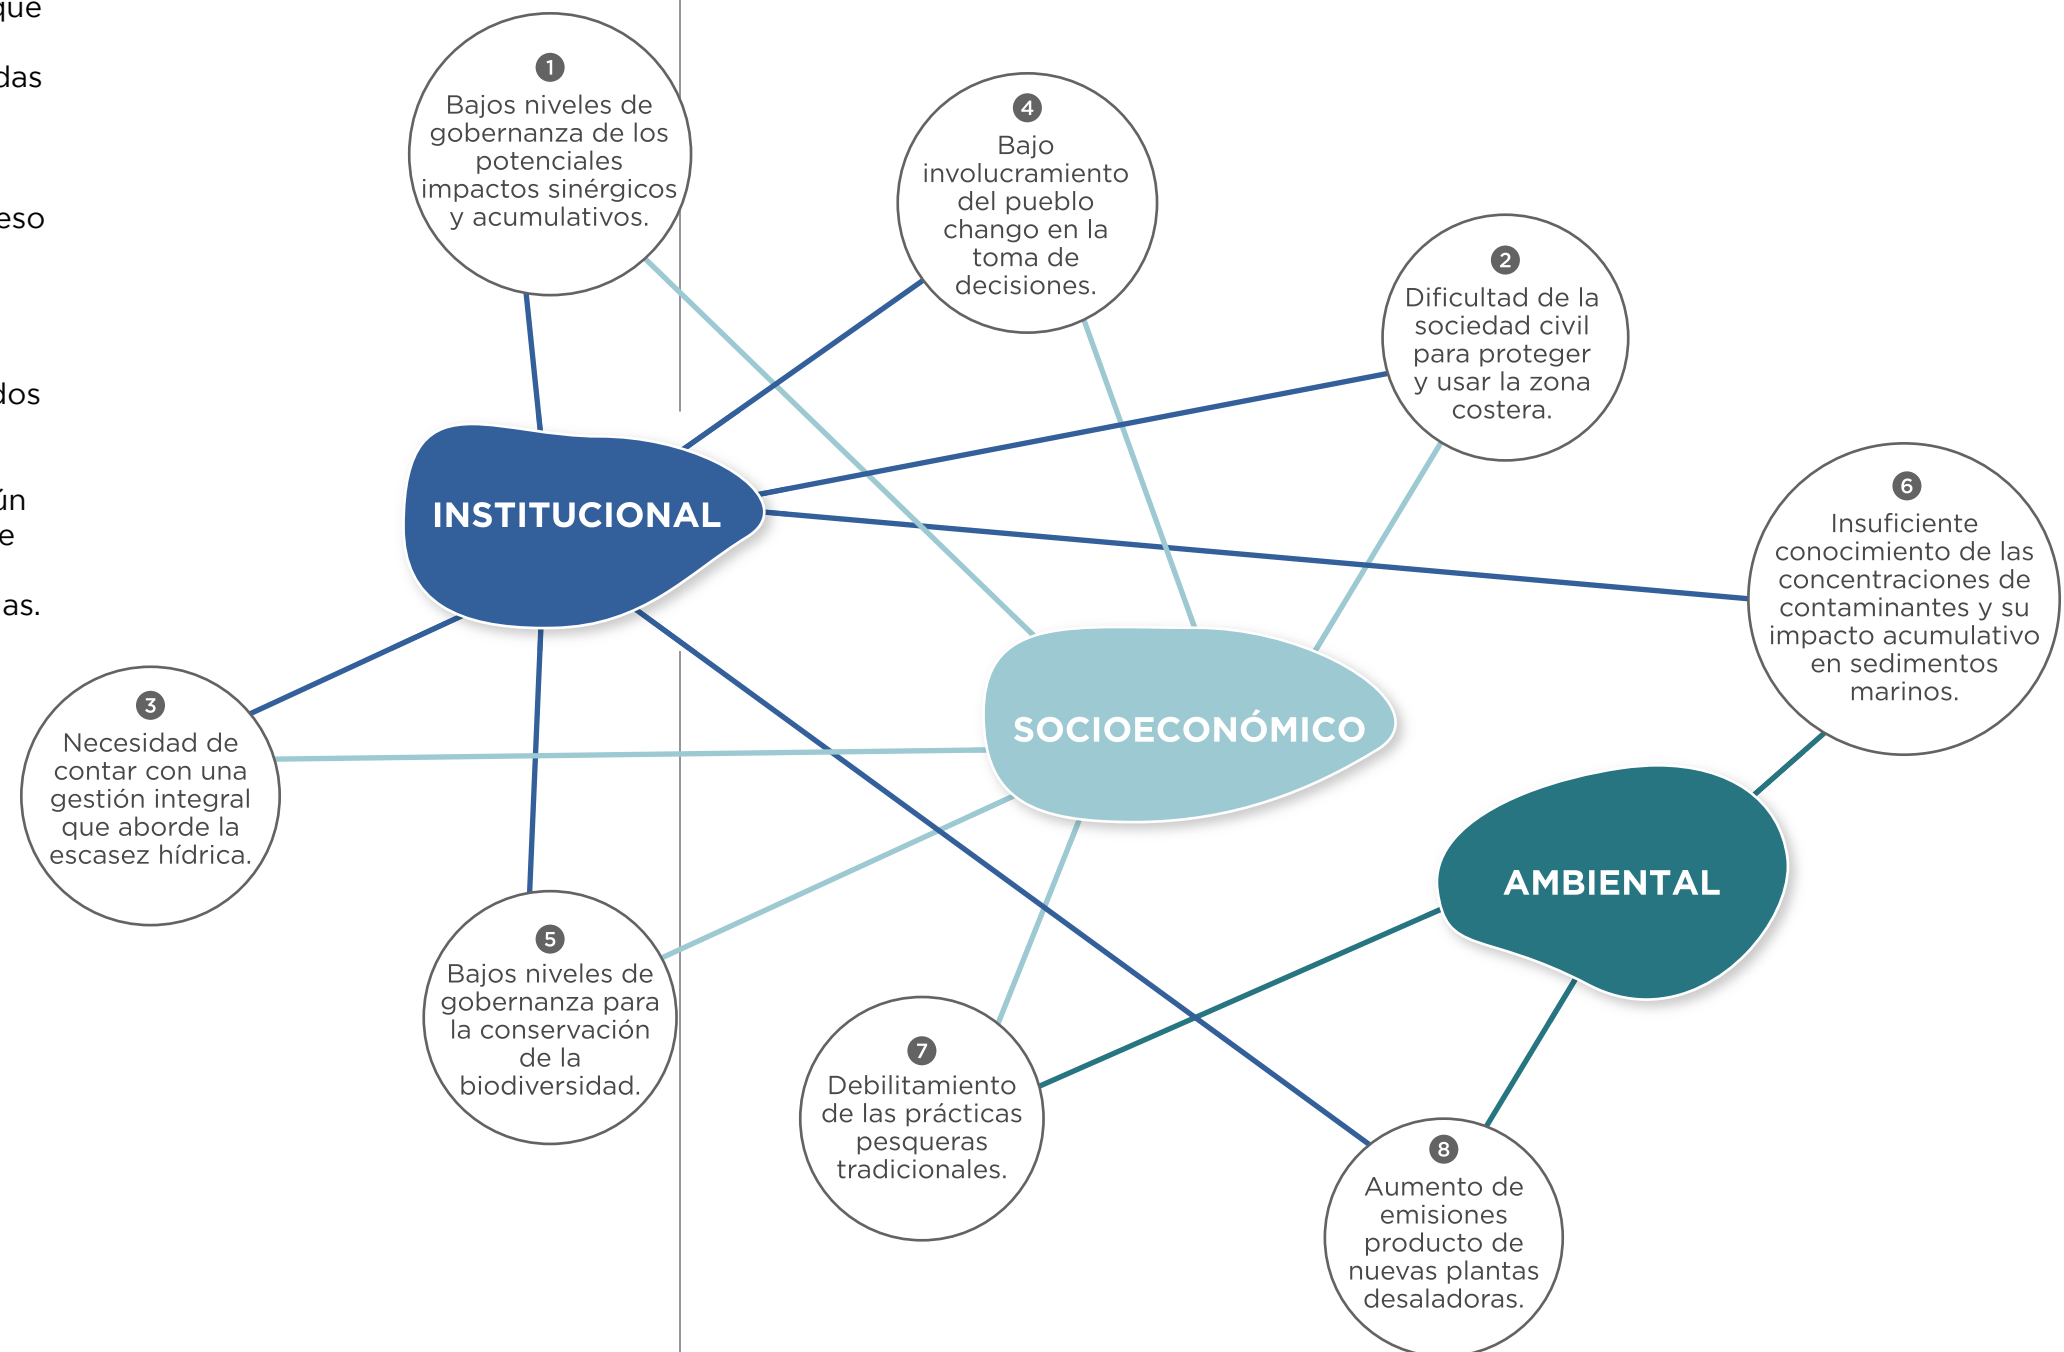 que
das
eso
dos
ún
e
as.
1
Bajos niveles de
gobernanza de los
potenciales
impactos sinérgicos
y acumulativos.
4
Bajo
involucramiento
del pueblo
chango en la
toma de
decisiones.
2
Dificultad de la
sociedad civil
para proteger
y usar la zona
costera.
6
Insuficiente
conocimiento de las
concentraciones de
contaminantes y su
impacto acumulativo
en sedimentos
marinos.
INSTITUCIONAL
SOCIOECONÓMICO
AMBIENTAL
3
Necesidad de
contar con una
gestión integral
que aborde la
escasez hídrica.
5
Bajos niveles de
gobernanza para
la conservación
de la
biodiversidad.
7
Debilitamiento
de las prácticas
pesqueras
tradicionales.
8
Aumento de
emisiones
producto de
nuevas plantas
desaladoras.